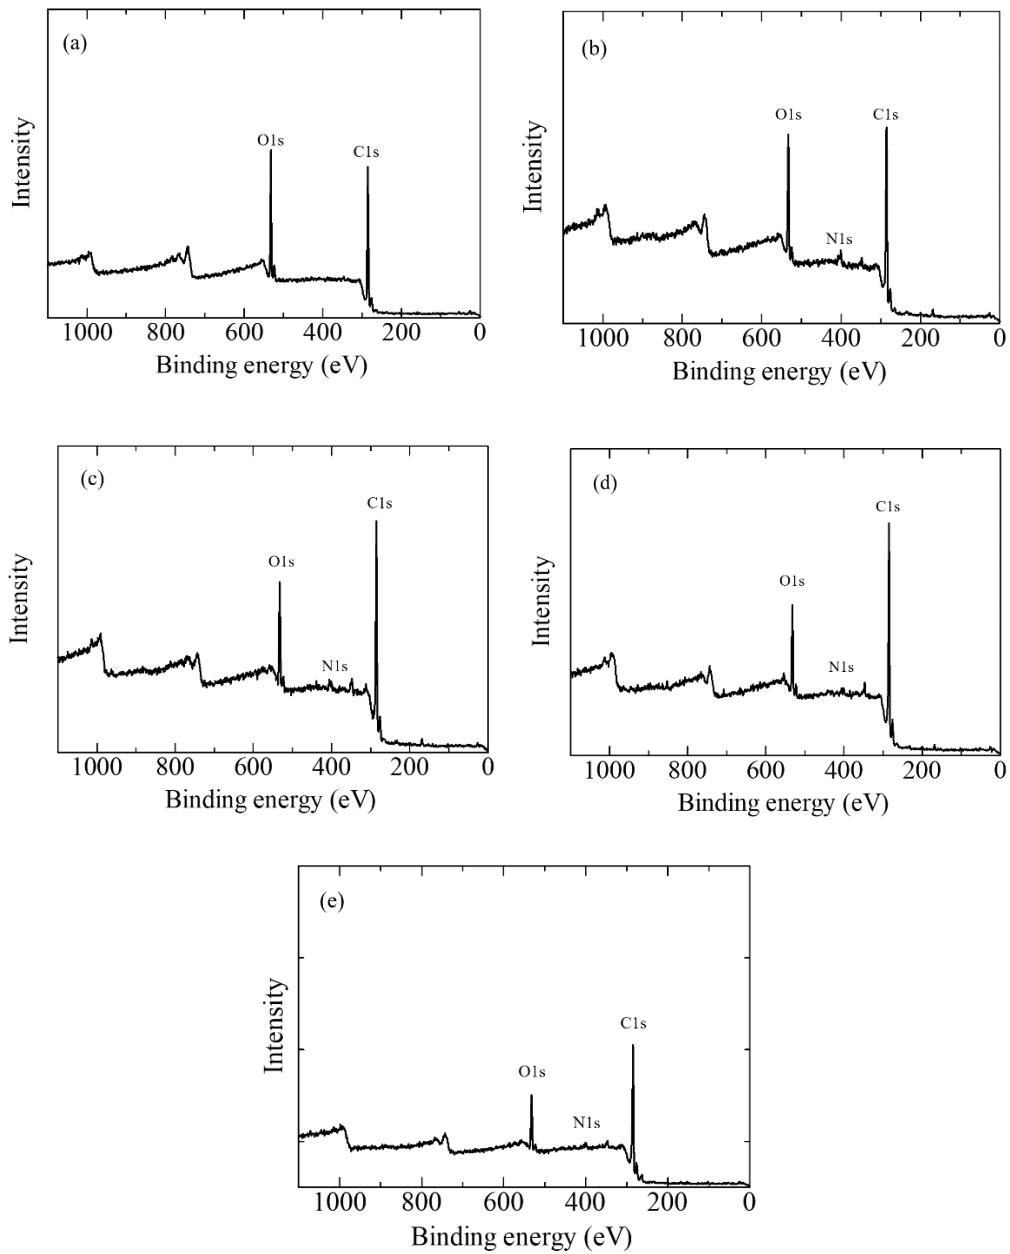 (a)
O1s
C1s
Intensity
1000 800 600 400 200 0
Binding energy (eV)
(b)
O1s
C1s
N1s
Intensity
1000 800 600 400 200 0
Binding energy (eV)
(c)
C1s
O1s
N1s
Intensity
1000 800 600 400 200 0
Binding energy (eV)
(d)
C1s
O1s
N1s
Intensity
1000 800 600 400 200 0
Binding energy (eV)
(e)
C1s
O1s
N1s
Intensity
1000 800 600 400 200 0
Binding energy (eV)